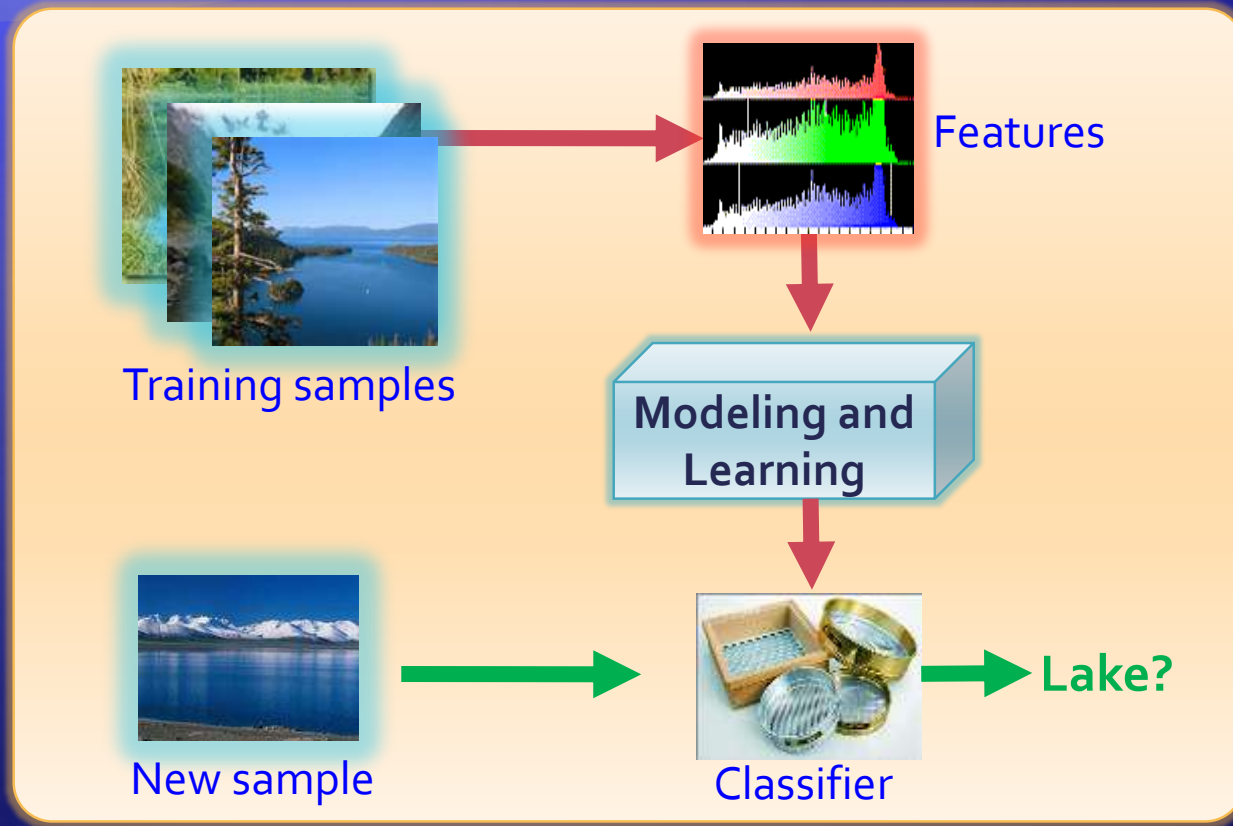 Features
Training samples
Modeling and
Learning
Lake?
New sample
Classifier